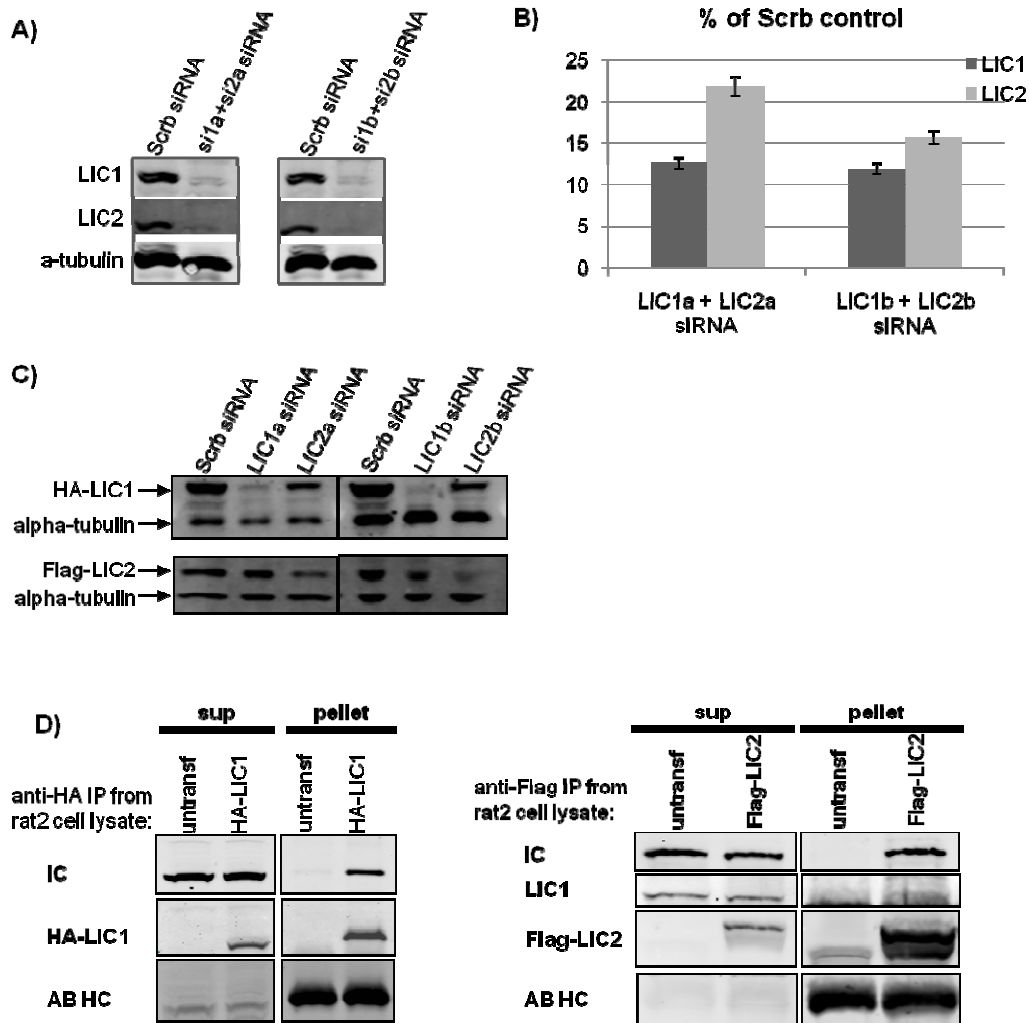 A)
Scrb siRNA
si1a+si2a siRNA
Scrb siRNA
si1b+si2b siRNA
LIC1
LIC2
a-tubulin
B)
% of Scrb control
25
20
15
10
5
0
LIC1
LIC2
LIC1a + LIC2a
siRNA
LIC1b + LIC2b
siRNA
C)
Scrb siRNA
LIC1a siRNA
LIC2a siRNA
Scrb siRNA
LIC1b siRNA
LIC2b siRNA
HA-LIC1
alpha-tubulin
Flag-LIC2
alpha-tubulin
D)
sup
pellet
anti-HA IP from
rat2 cell lysate:
untransf
HA-LIC1
untransf
HA-LIC1
IC
HA-LIC1
AB HC
sup
pellet
anti-Flag IP from
rat2 cell lysate:
untransf
Flag-LIC2
untransf
Flag-LIC2
IC
LIC1
Flag-LIC2
AB HC